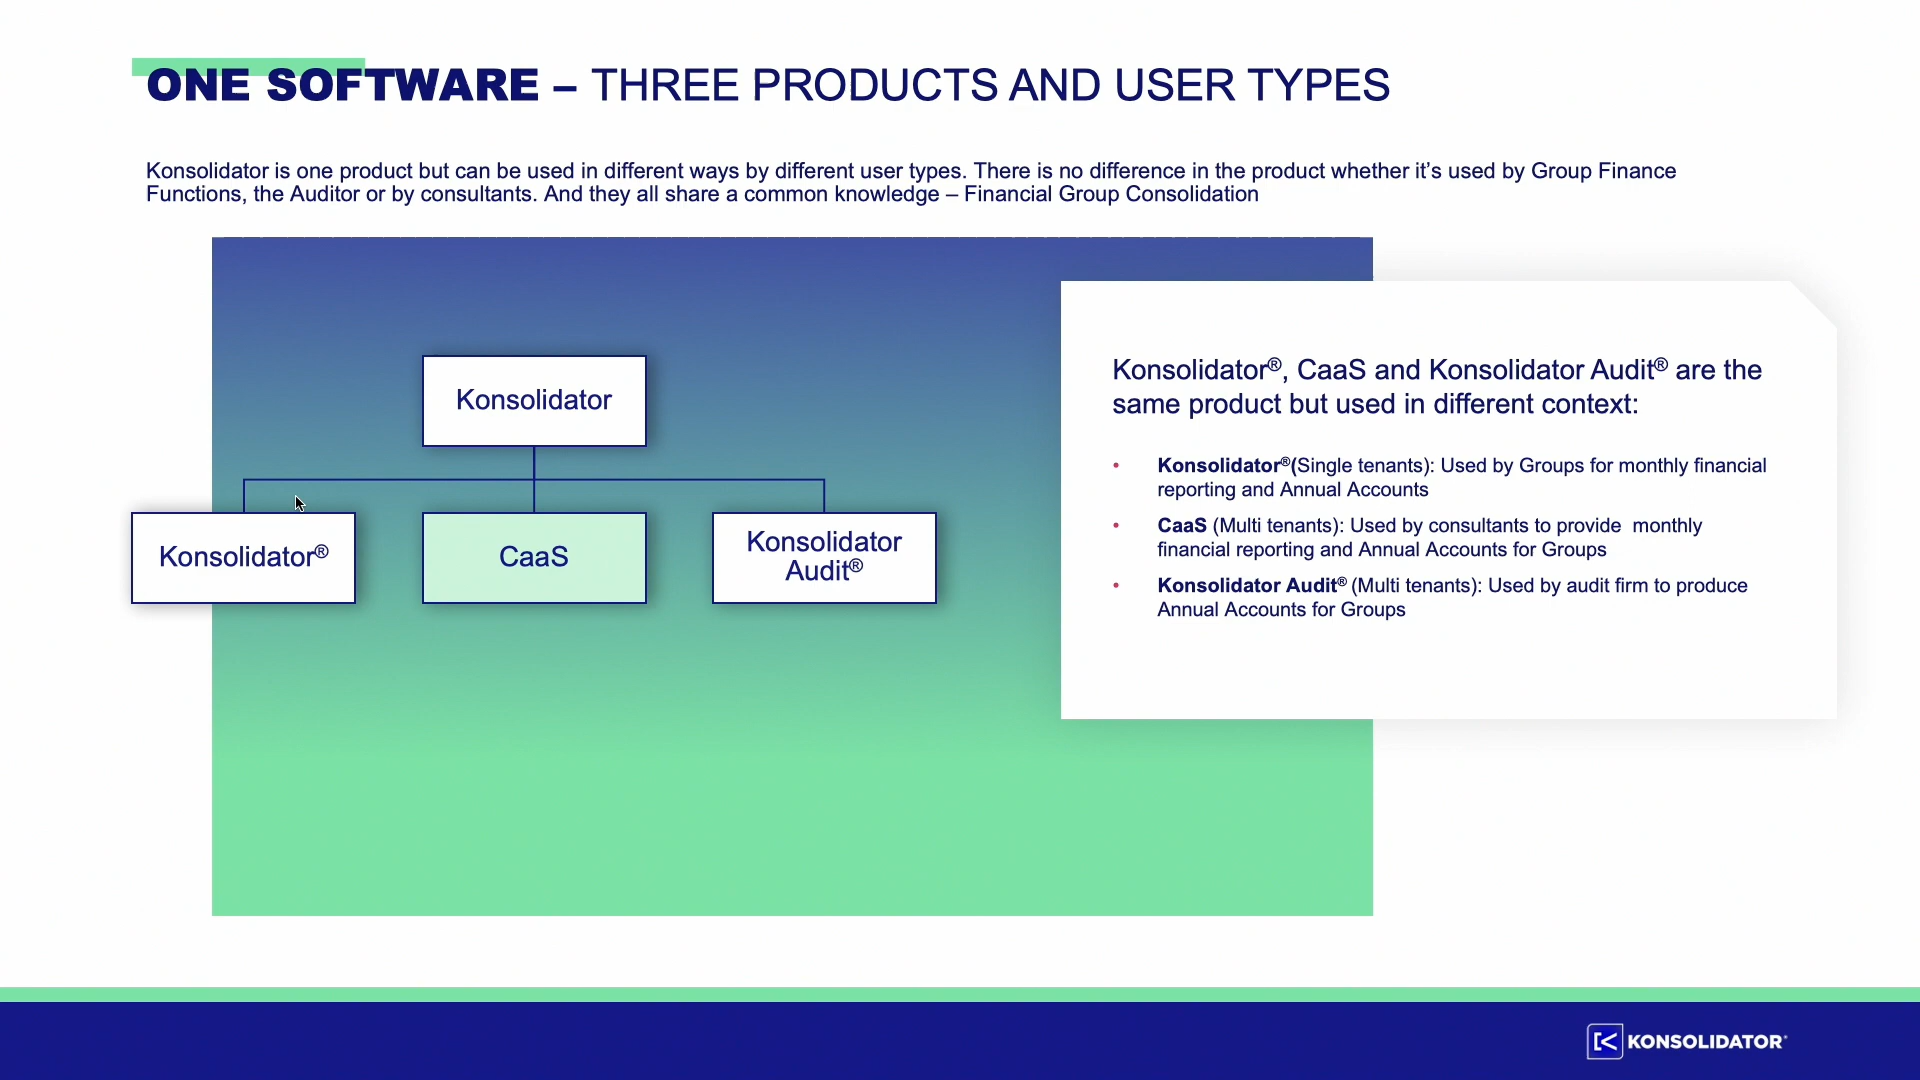 ONE SOFTWARE – THREE PRODUCTS AND USER TYPES
Konsolidator is one product but can be used in different ways by different user types. There is no difference in the product whether it’s used by Group Finance
Functions, the Auditor or by consultants. And they all share a common knowledge – Financial Group Consolidation
Konsolidator
Konsolidator®
CaaS
Konsolidator
Audit®
Konsolidator®, CaaS and Konsolidator Audit® are the
same product but used in different context:
• Konsolidator®(Single tenants): Used by Groups for monthly financial
reporting and Annual Accounts
• CaaS (Multi tenants): Used by consultants to provide  monthly
financial reporting and Annual Accounts for Groups
• Konsolidator Audit® (Multi tenants): Used by audit firm to produce
Annual Accounts for Groups
KONSOLIDATOR®